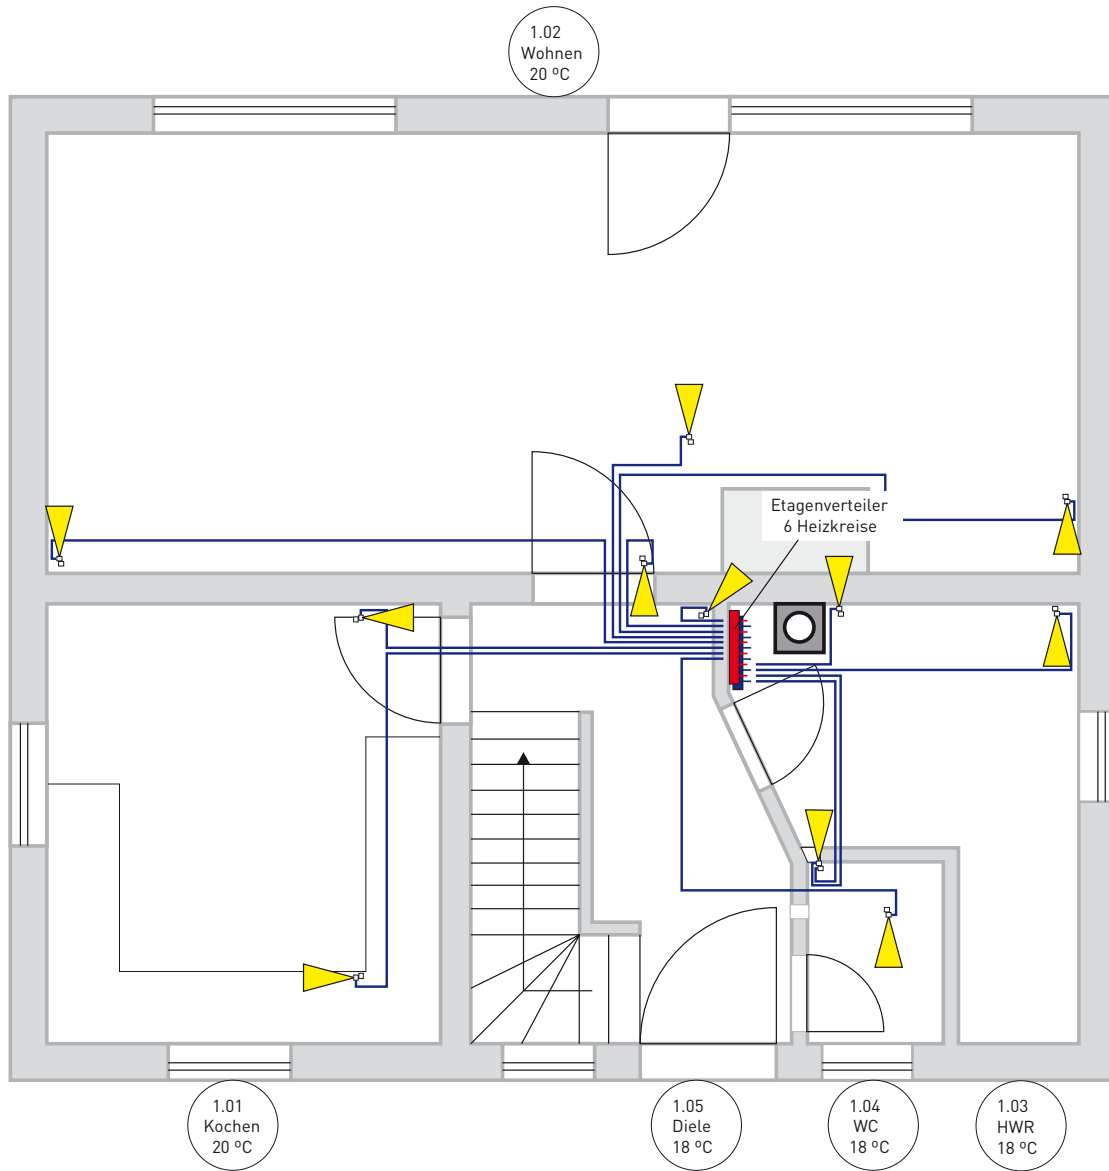 1.02
Wohnen
20 ºC
Etagenverteiler
6 Heizkreise
1.01
Kochen
20 ºC
1.05
Diele
18 ºC
1.04
WC
18 ºC
1.03
HWR
18 ºC